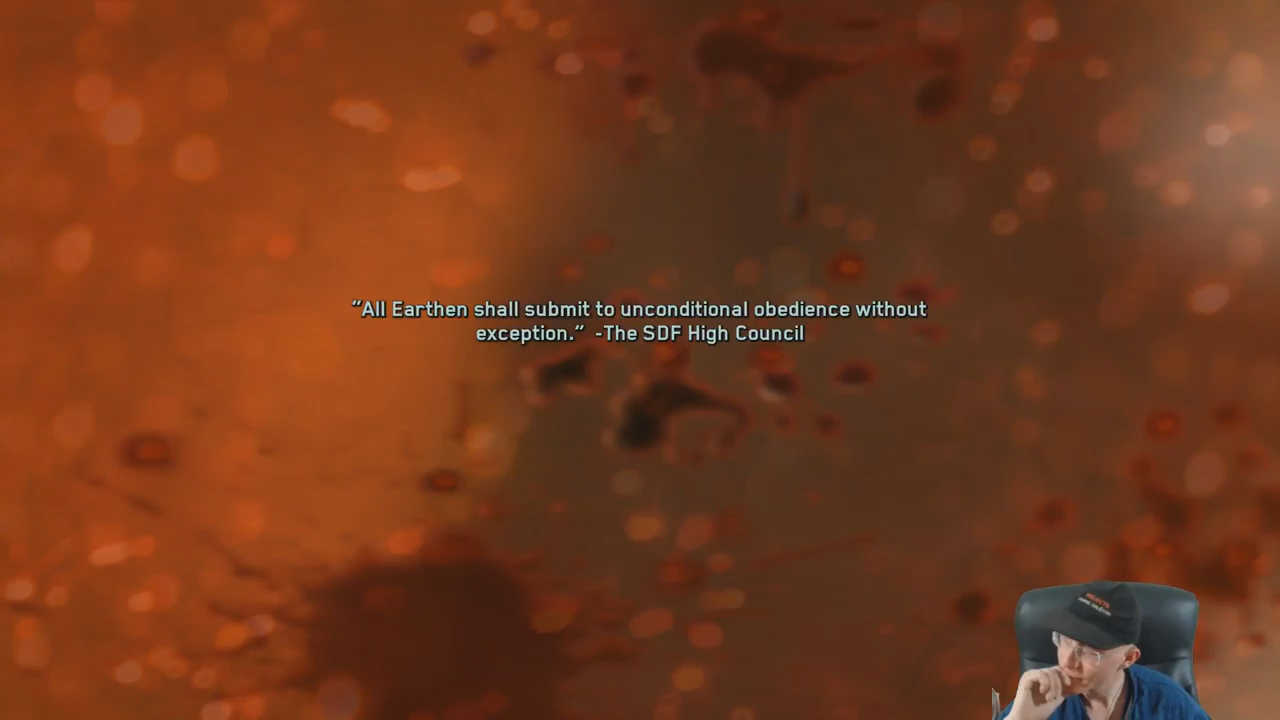 "All Earthen shall submit to unconditional obedience without
exception." -The SDF High Council